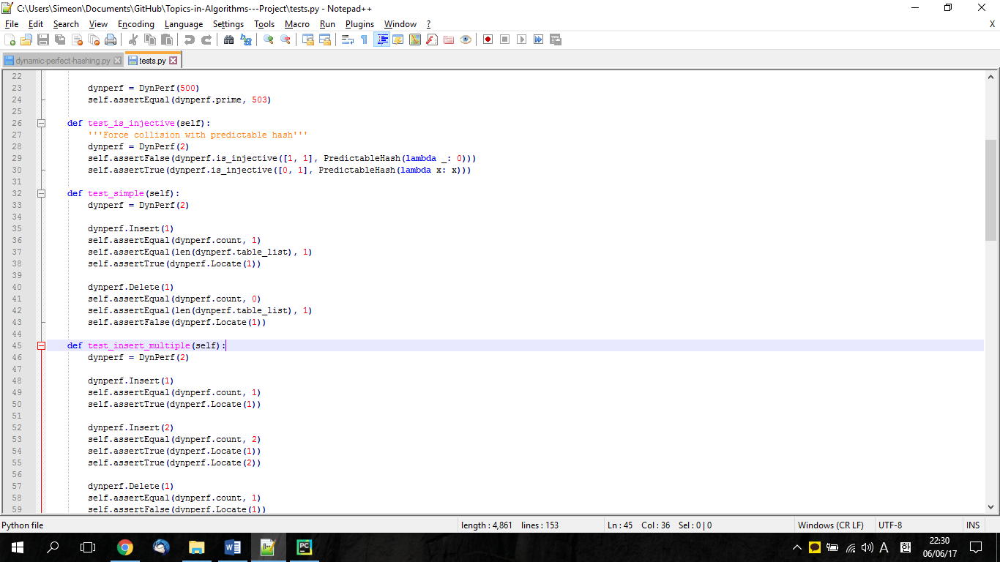 C:\Users\Simeon\Documents\GitHub\Topics-in-Algorithms---Project\tests.py - Notepad++
File Edit Search View Encoding Language Settings Tools Macro Run Plugins Window ? X
dynamic-perfect-hashing.py tests.py
22
23 dynperf = DynPerf(500)
24 self.assertEqual(dynperf.prime, 503)
25
26 def test_is_injective(self):
27 '''Force collision with predictable hash'''
28 dynperf = DynPerf(2)
29 self.assertFalse(dynperf.is_injective([1, 1], PredictableHash(lambda _: 0)))
30 self.assertTrue(dynperf.is_injective([0, 1], PredictableHash(lambda x: x)))
31
32 def test_simple(self):
33 dynperf = DynPerf(2)
34
35 dynperf.Insert(1)
36 self.assertEqual(dynperf.count, 1)
37 self.assertEqual(len(dynperf.table_list), 1)
38 self.assertTrue(dynperf.Locate(1))
39
40 dynperf.Delete(1)
41 self.assertEqual(dynperf.count, 0)
42 self.assertEqual(len(dynperf.table_list), 1)
43 self.assertFalse(dynperf.Locate(1))
44
45 def test_insert_multiple(self):
46 dynperf = DynPerf(2)
47
48 dynperf.Insert(1)
49 self.assertEqual(dynperf.count, 1)
50 self.assertTrue(dynperf.Locate(1))
51
52 dynperf.Insert(2)
53 self.assertEqual(dynperf.count, 2)
54 self.assertTrue(dynperf.Locate(1))
55 self.assertTrue(dynperf.Locate(2))
56
57 dynperf.Delete(1)
58 self.assertEqual(dynperf.count, 1)
59 self.assertFalse(dynperf.Locate(1))
Python file length : 4,861 lines : 153 Ln : 45 Col : 36 Sel : 0 | 0 Windows (CR LF) UTF-8 INS
A 한 22:30
06/06/17